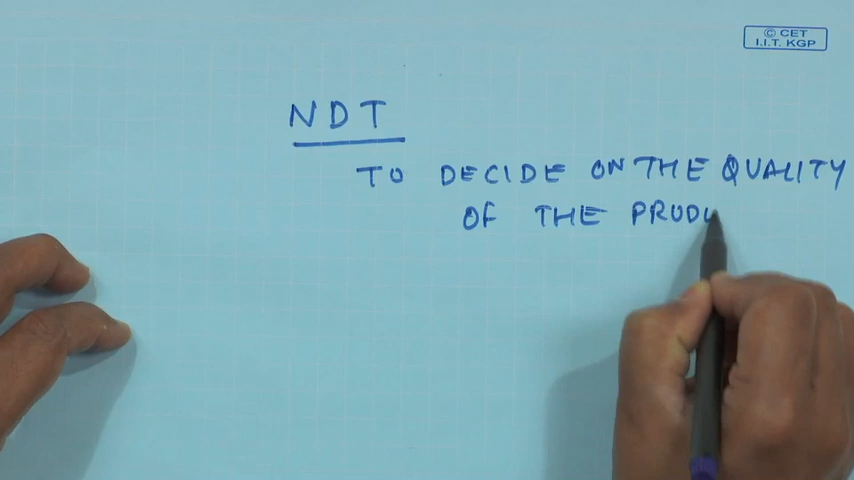 © CET
I.I.T. KGP
NDT
TO DECIDE ON THE QUALITY
OF THE PRODU